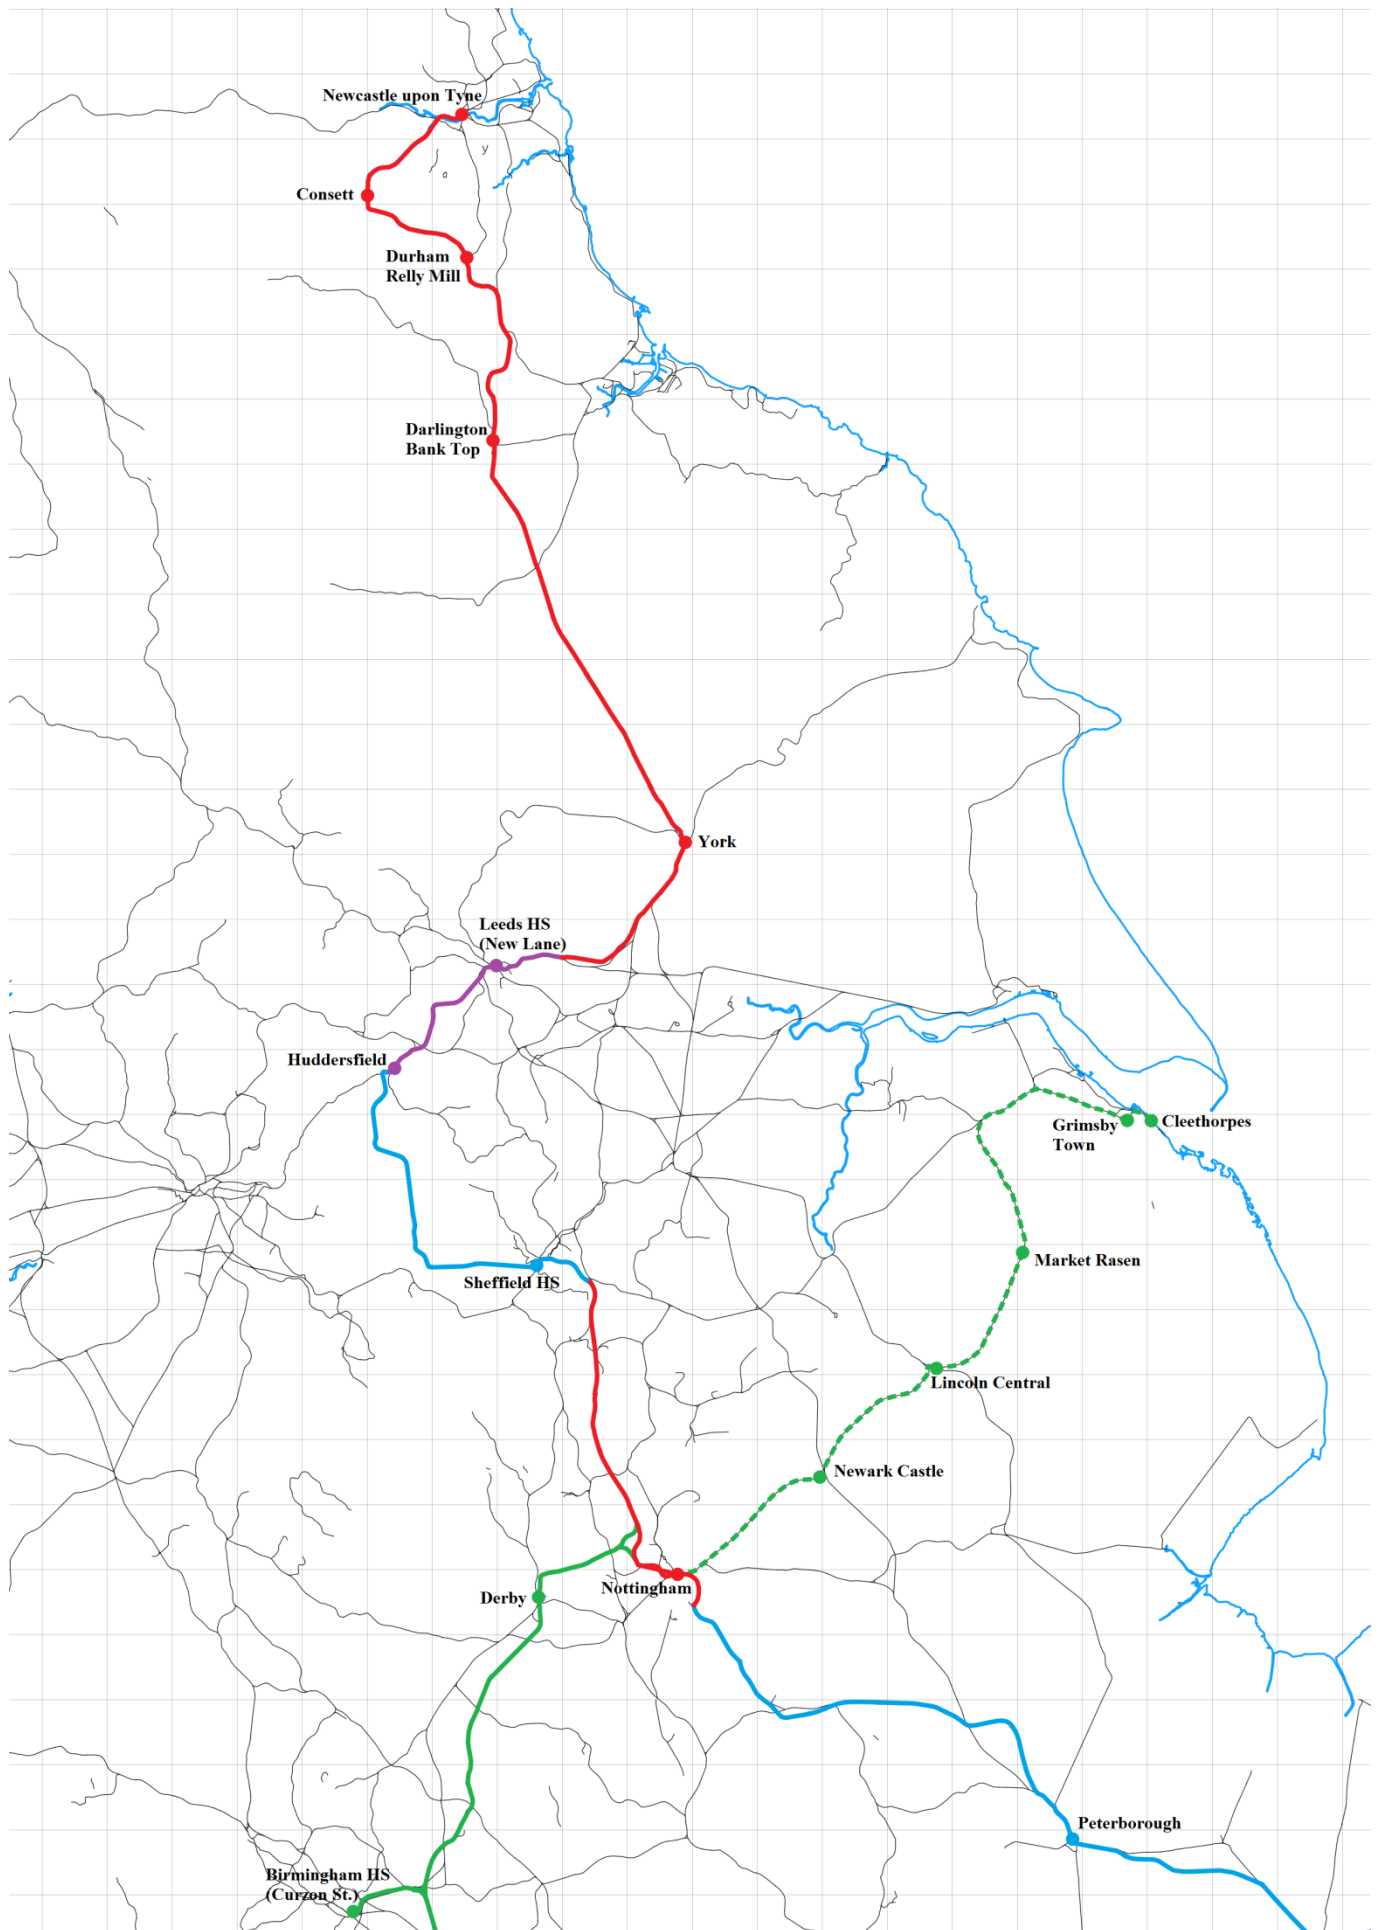 Newcastle upon Tyne
Consett
Durham
Relly Mill
Darlington
Bank Top
York
Leeds HS
(New Lane)
Huddersfield
Grimsby
Town
Cleethorpes
Market Rasen
Sheffield HS
Lincoln Central
Newark Castle
Nottingham
Derby
Peterborough
Birmingham HS
(Curzon St.)